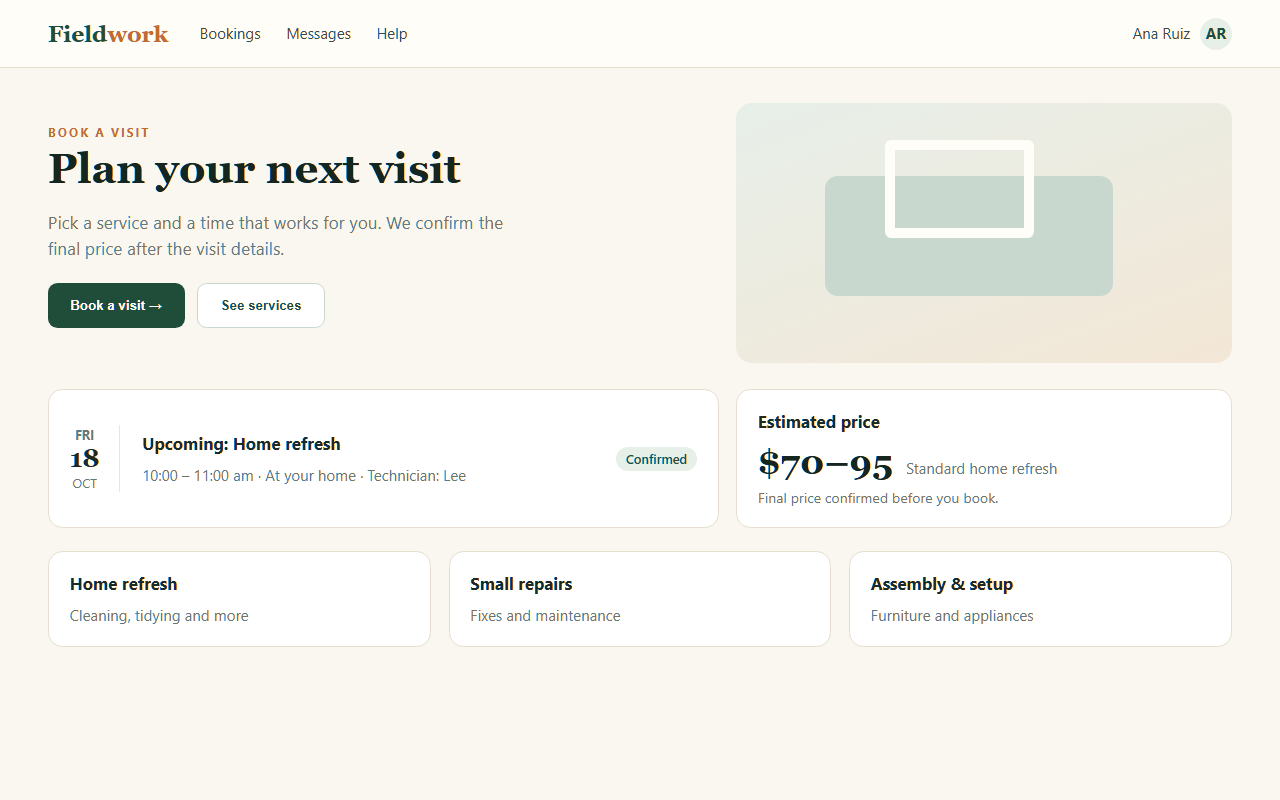 Fieldwork
Bookings
Messages
Help
Ana Ruiz
AR
BOOK A VISIT
Plan your next visit
Pick a service and a time that works for you. We confirm the
final price after the visit details.
Book a visit →
See services
FRI
18
OCT
Upcoming: Home refresh
10:00 – 11:00 am · At your home · Technician: Lee
Confirmed
Estimated price
$70–95
Standard home refresh
Final price confirmed before you book.
Home refresh
Cleaning, tidying and more
Small repairs
Fixes and maintenance
Assembly & setup
Furniture and appliances